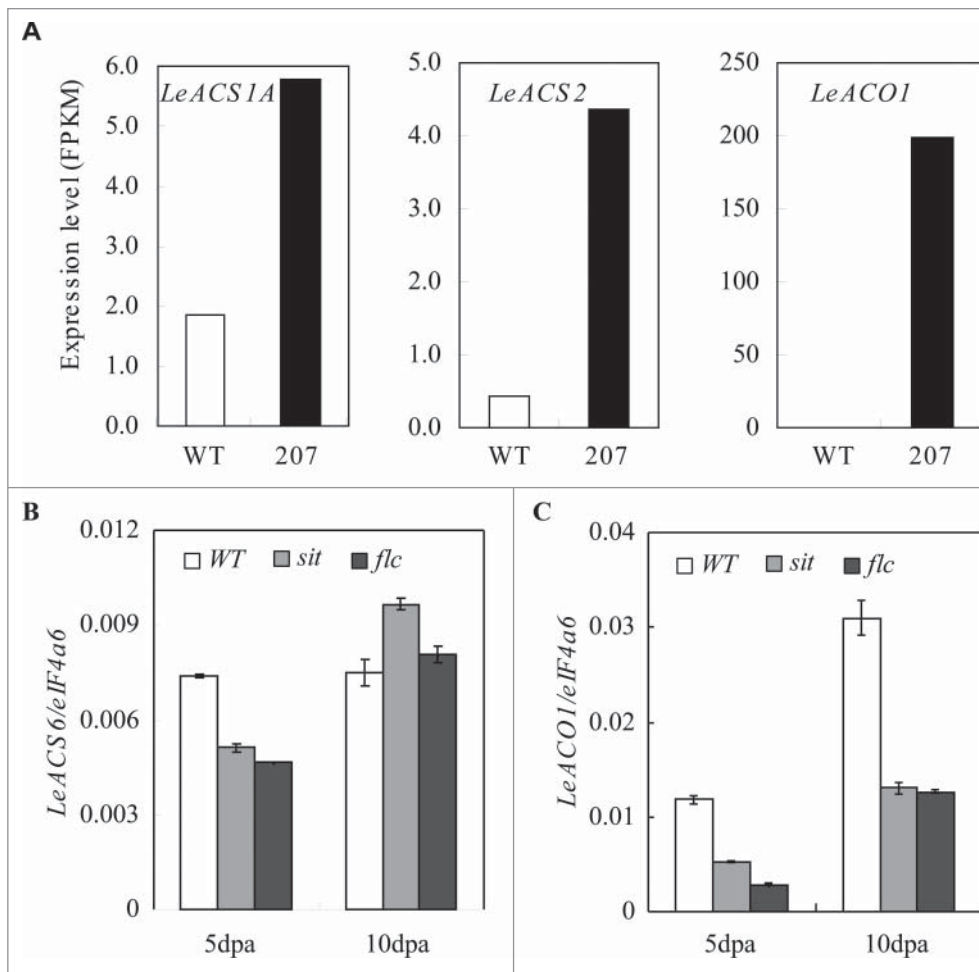 A
Expression level (FPKM)
6.0
5.0
4.0
3.0
2.0
1.0
0.0
LeACS1A
WT 207
5.0
4.0
3.0
2.0
1.0
0.0
LeACS2
WT 207
250
200
150
100
50
0
LeACO1
WT 207
B
LeACS6/eIF4a6
0.012
0.009
0.006
0.003
0
WT sit flc
5dpa 10dpa
C
LeACO1/eIF4a6
0.04
0.03
0.02
0.01
0
WT sit flc
5dpa 10dpa